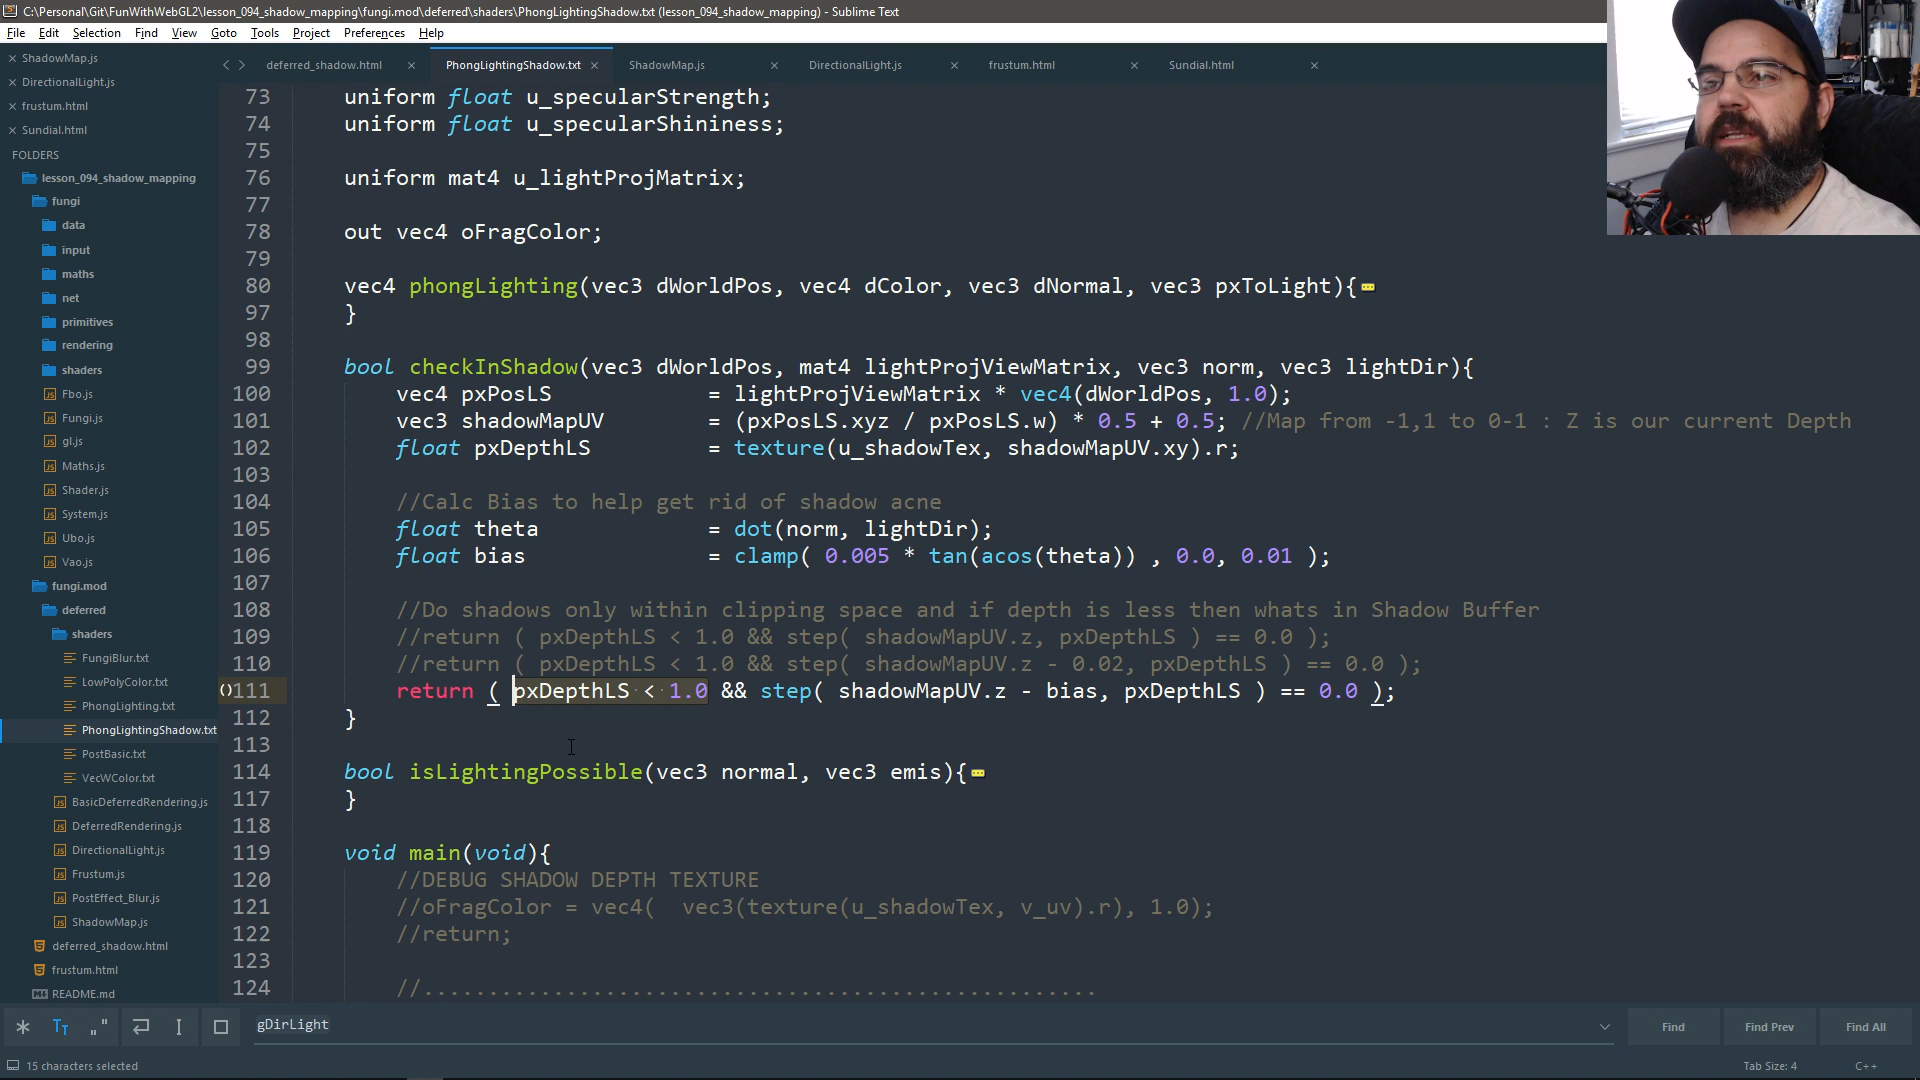 C:\Personal\Git\FunWithWebGL2\lesson_094_shadow_mapping\fungi.mod\deferred\shaders\PhongLightingShadow.txt (lesson_094_shadow_mapping) - Sublime Text
File Edit Selection Find View Goto Tools Project Preferences Help
ShadowMap.js
DirectionalLight.js
frustum.html
Sundial.html
FOLDERS
lesson_094_shadow_mapping
fungi
data
input
maths
net
primitives
rendering
shaders
Fbo.js
Fungi.js
gl.js
Maths.js
Shader.js
System.js
Ubo.js
Vao.js
fungi.mod
deferred
shaders
FungiBlur.txt
LowPolyColor.txt
PhongLighting.txt
PhongLightingShadow.txt
PostBasic.txt
VecWColor.txt
BasicDeferredRendering.js
DeferredRendering.js
DirectionalLight.js
Frustum.js
PostEffect_Blur.js
ShadowMap.js
deferred_shadow.html
frustum.html
README.md
deferred_shadow.html PhongLightingShadow.txt ShadowMap.js DirectionalLight.js frustum.html Sundial.html
73 uniform float u_specularStrength;
74 uniform float u_specularShininess;
75
76 uniform mat4 u_lightProjMatrix;
77
78 out vec4 oFragColor;
79
80 vec4 phongLighting(vec3 dWorldPos, vec4 dColor, vec3 dNormal, vec3 pxToLight){
97 }
98
99 bool checkInShadow(vec3 dWorldPos, mat4 lightProjViewMatrix, vec3 norm, vec3 lightDir){
100 vec4 pxPosLS = lightProjViewMatrix * vec4(dWorldPos, 1.0);
101 vec3 shadowMapUV = (pxPosLS.xyz / pxPosLS.w) * 0.5 + 0.5; //Map from -1,1 to 0-1 : Z is our current Depth
102 float pxDepthLS = texture(u_shadowTex, shadowMapUV.xy).r;
103
104 //Calc Bias to help get rid of shadow acne
105 float theta = dot(norm, lightDir);
106 float bias = clamp( 0.005 * tan(acos(theta)) , 0.0, 0.01 );
107
108 //Do shadows only within clipping space and if depth is less then whats in Shadow Buffer
109 //return ( pxDepthLS < 1.0 && step( shadowMapUV.z, pxDepthLS ) == 0.0 );
110 //return ( pxDepthLS < 1.0 && step( shadowMapUV.z - 0.02, pxDepthLS ) == 0.0 );
111 return ( pxDepthLS < 1.0 && step( shadowMapUV.z - bias, pxDepthLS ) == 0.0 );
112 }
113
114 bool isLightingPossible(vec3 normal, vec3 emis){
117 }
118
119 void main(void){
120 //DEBUG SHADOW DEPTH TEXTURE
121 //oFragColor = vec4( vec3(texture(u_shadowTex, v_uv).r), 1.0);
122 //return;
123
124 //....................................................
gDirLight
Find Find Prev Find All
15 characters selected
Tab Size: 4 C++